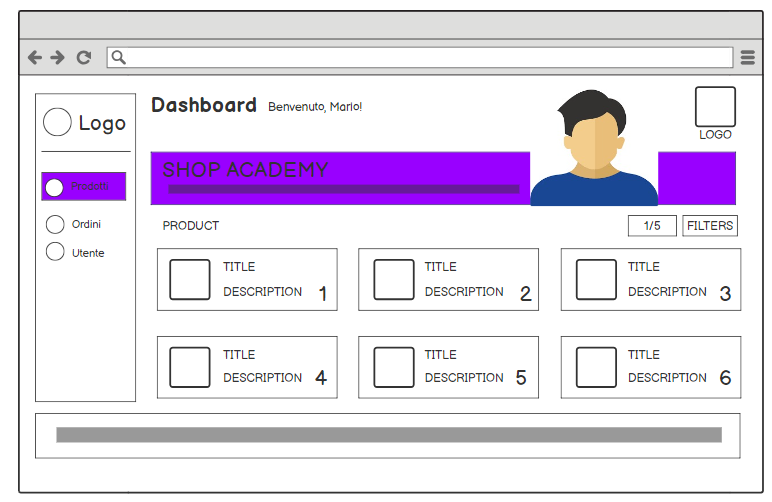 Logo
Prodotti
Ordini
Utente
Dashboard Benvenuto, Mario!
LOGO
SHOP ACADEMY
PRODUCT 1/5 FILTERS
TITLE
DESCRIPTION 1
TITLE
DESCRIPTION 2
TITLE
DESCRIPTION 3
TITLE
DESCRIPTION 4
TITLE
DESCRIPTION 5
TITLE
DESCRIPTION 6